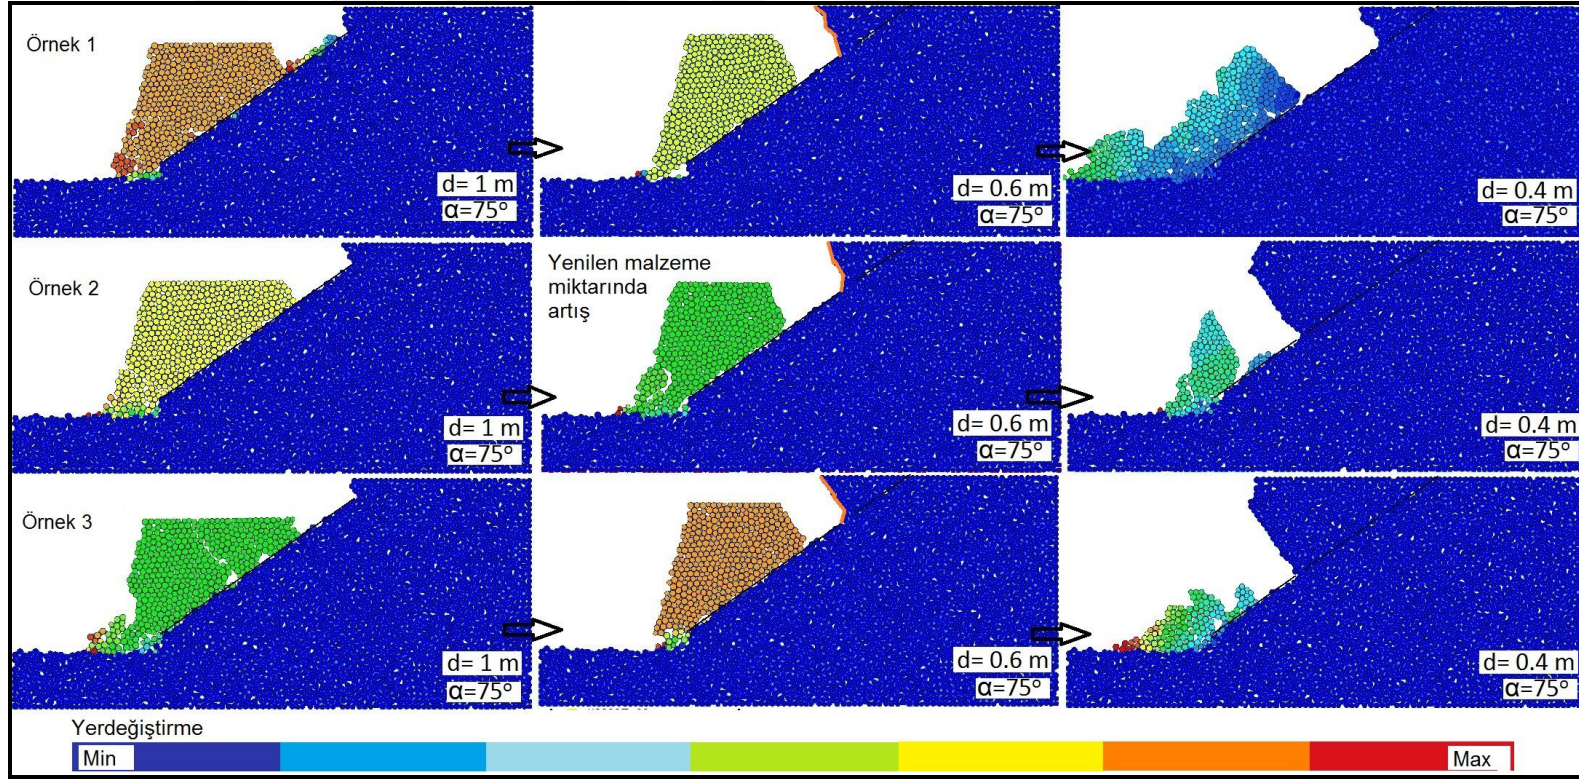 Örnek 1
d= 1 m
α=75°
d= 0.6 m
α=75°
d= 0.4 m
α=75°
Örnek 2
d= 1 m
α=75°
Yenilen malzeme
miktarında
artış
d= 0.6 m
α=75°
d= 0.4 m
α=75°
Örnek 3
d= 1 m
α=75°
d= 0.6 m
α=75°
d= 0.4 m
α=75°
Yerdeğiştirme
Min
Max